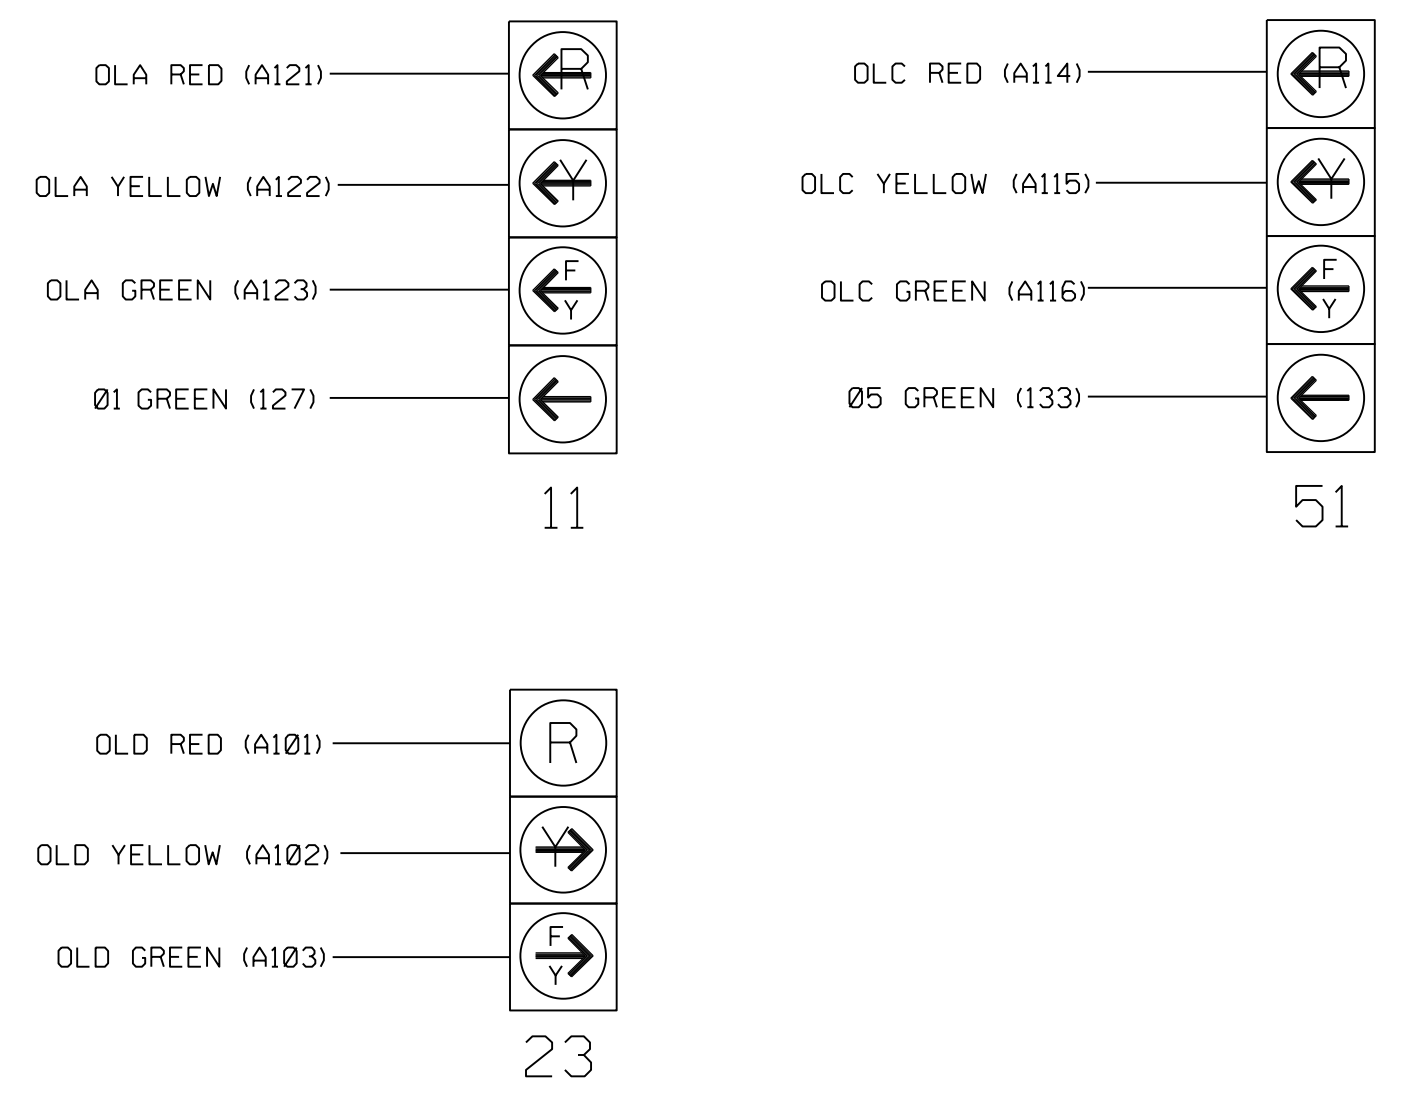 OLA RED (A121)
R
OLA YELLOW (A122)
Y
OLA GREEN (A123)
F
Y
Ø1 GREEN (127)
11
OLC RED (A114)
R
OLC YELLOW (A115)
Y
OLC GREEN (A116)
F
Y
Ø5 GREEN (133)
51
OLD RED (A1Ø1)
R
OLD YELLOW (A1Ø2)
Y
OLD GREEN (A1Ø3)
F
Y
23